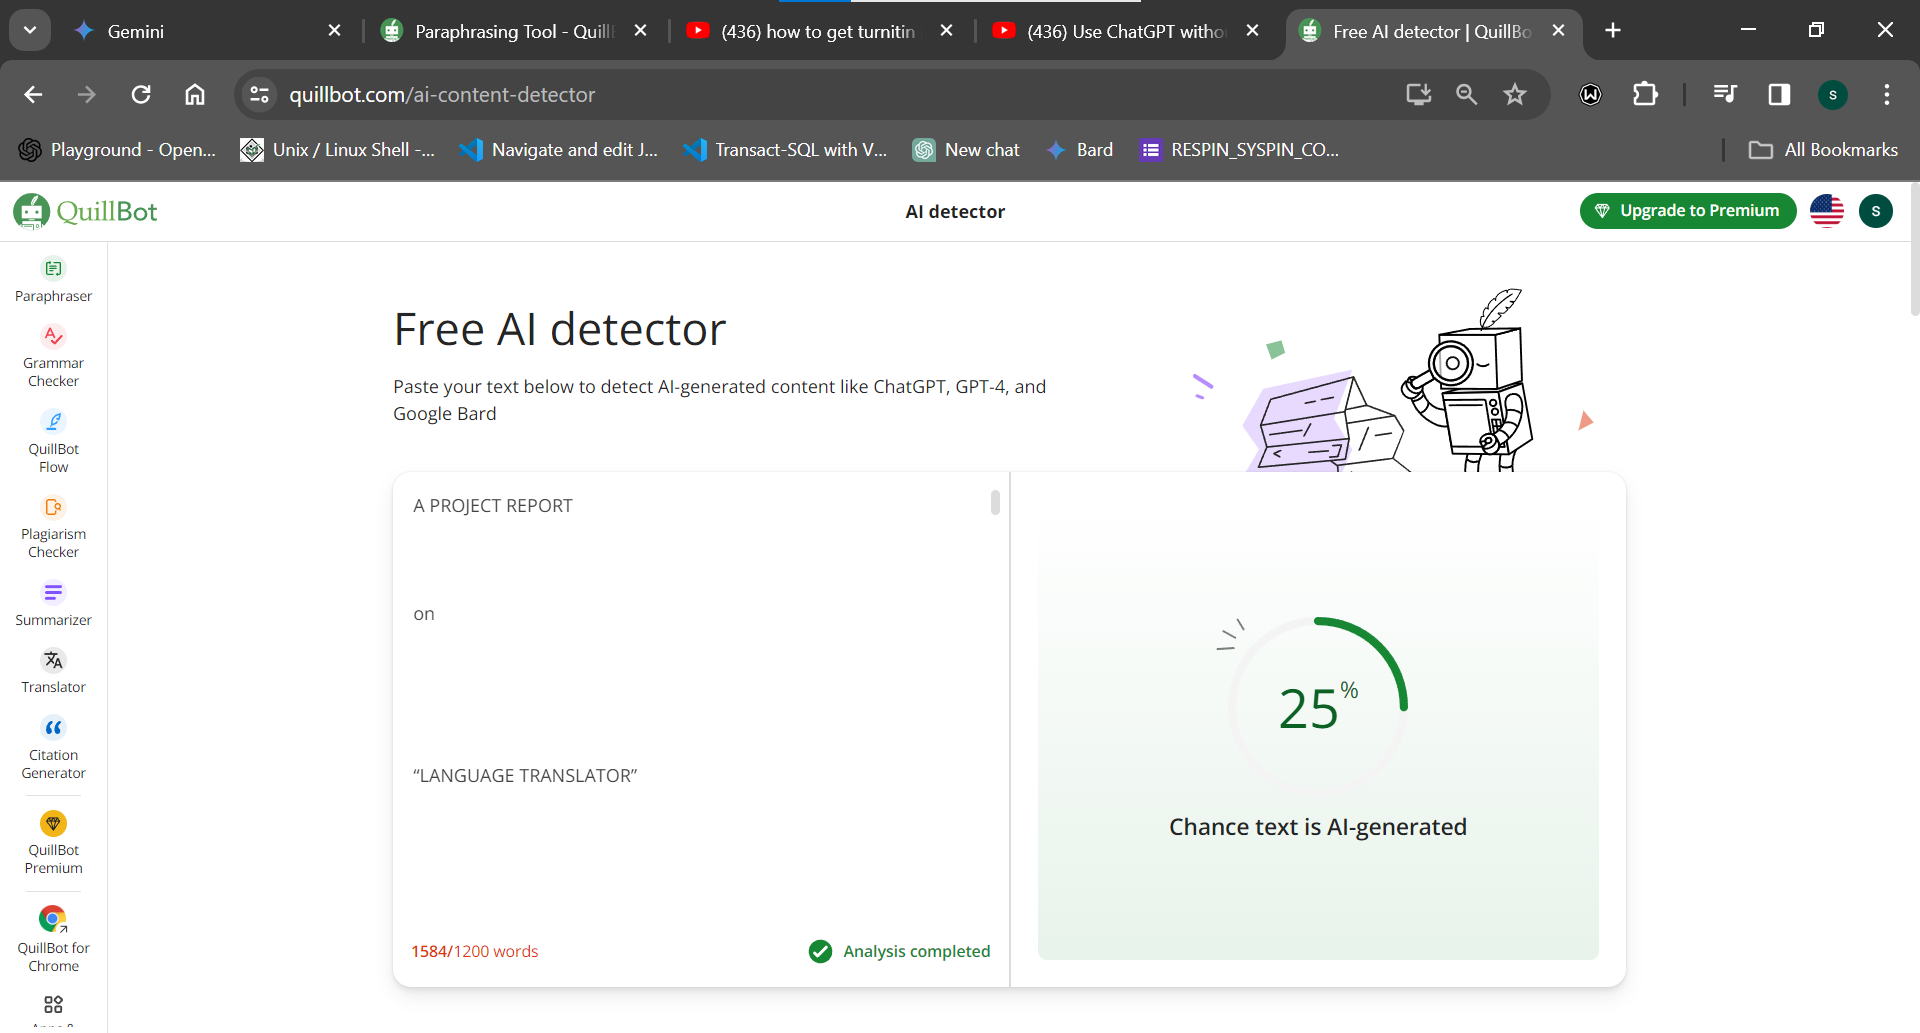 Gemini
Paraphrasing Tool - Quill
(436) how to get turnitin
(436) Use ChatGPT witho
Free AI detector | QuillBo
quillbot.com/ai-content-detector
S
Playground - Open...
Unix / Linux Shell -...
Navigate and edit J...
Transact-SQL with V...
New chat
Bard
RESPIN_SYSPIN_CO...
All Bookmarks
QuillBot
AI detector
Upgrade to Premium
S
Paraphraser
Grammar
Checker
QuillBot
Flow
Plagiarism
Checker
Summarizer
Translator
Citation
Generator
QuillBot
Premium
QuillBot for
Chrome
Free AI detector
Paste your text below to detect AI-generated content like ChatGPT, GPT-4, and
Google Bard
A PROJECT REPORT
on
“LANGUAGE TRANSLATOR”
1584/1200 words
Analysis completed
25%
Chance text is AI-generated